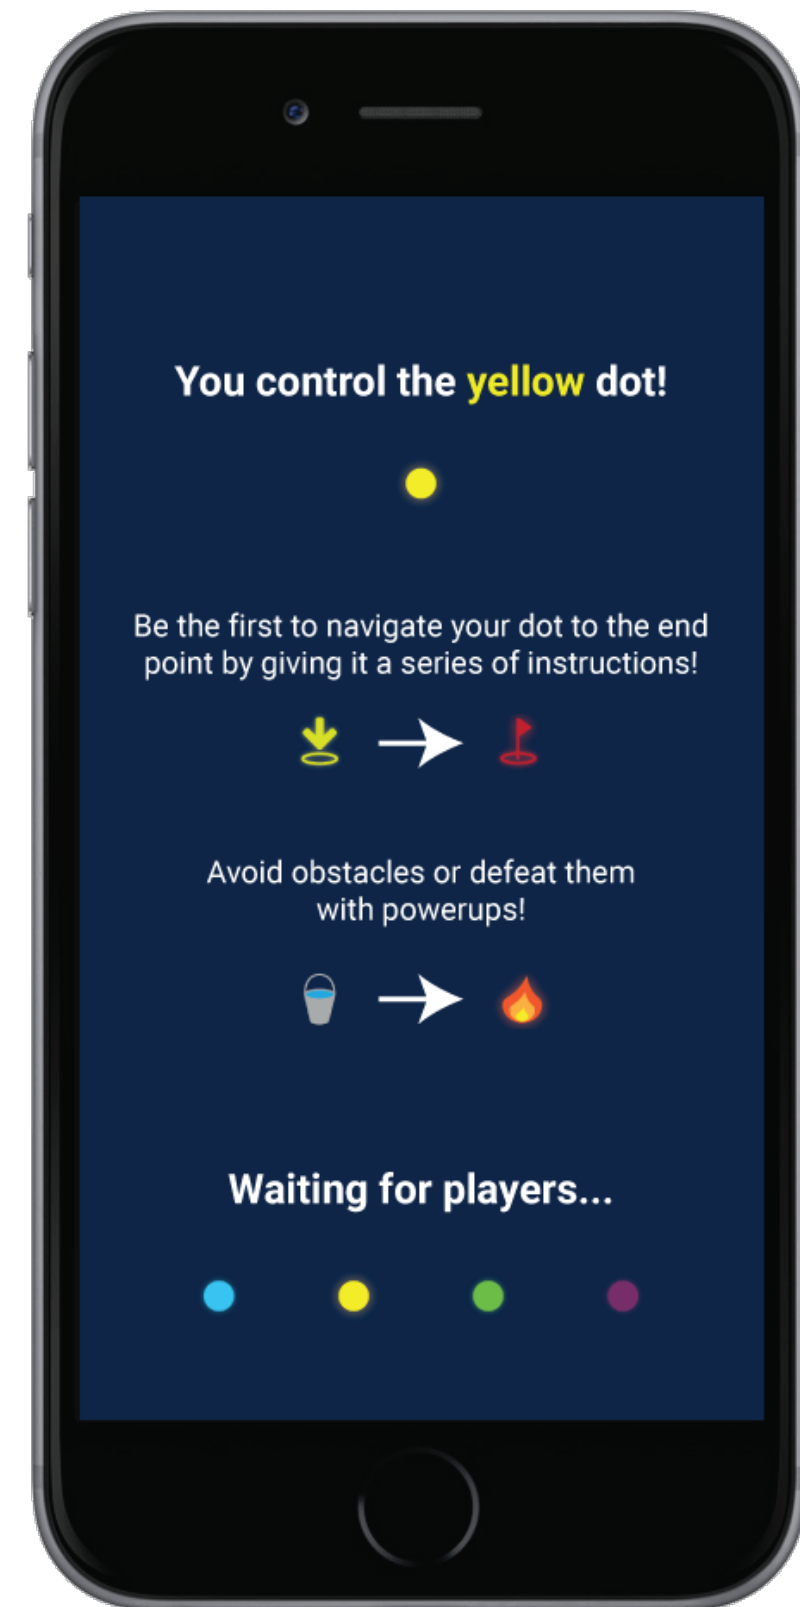 You control the yellow dot!
Be the first to navigate your dot to the end
point by giving it a series of instructions!
Avoid obstacles or defeat them
with powerups!
Waiting for players...